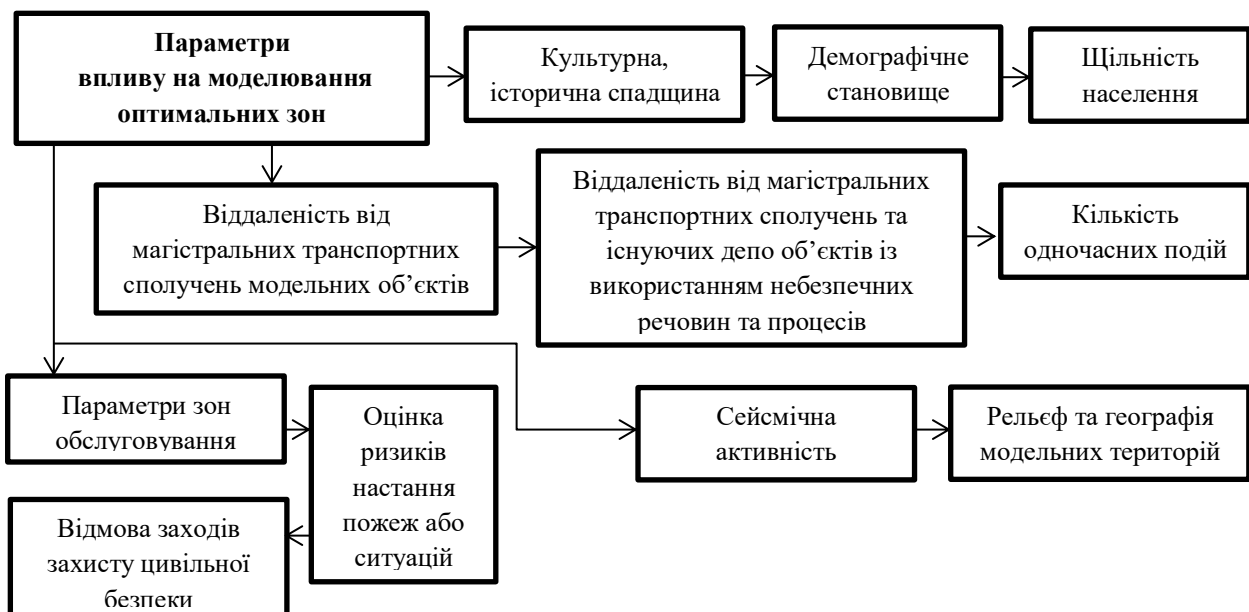 Параметри
впливу на моделювання
оптимальних зон
Культурна,
історична спадщина
Демографічне
становище
Щільність
населення
Віддаленість від
магістральних транспортних
сполучень модельних об’єктів
Віддаленість від магістральних
транспортних сполучень та
існуючих депо об’єктів із
використанням небезпечних
речовин та процесів
Кількість
одночасних подій
Параметри зон
обслуговування
Оцінка
ризиків
настання
пожеж або
ситуацій
Сейсмічна
активність
Рельєф та географія
модельних територій
Відмова заходів
захисту цивільної
безпеки